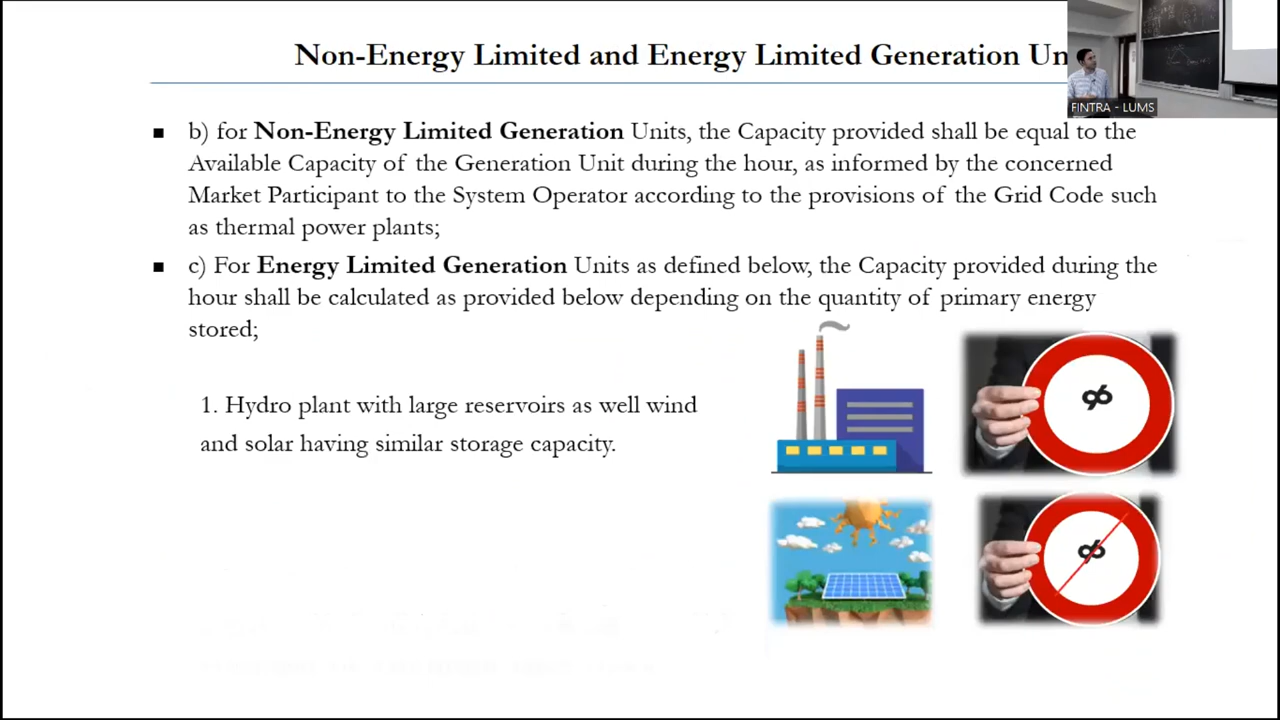 Non-Energy Limited and Energy Limited Generation Un
FINTRA - LUMS
■ b) for Non-Energy Limited Generation Units, the Capacity provided shall be equal to the
Available Capacity of the Generation Unit during the hour, as informed by the concerned
Market Participant to the System Operator according to the provisions of the Grid Code such
as thermal power plants;
■ c) For Energy Limited Generation Units as defined below, the Capacity provided during the
hour shall be calculated as provided below depending on the quantity of primary energy
stored;
1. Hydro plant with large reservoirs as well wind
and solar having similar storage capacity.